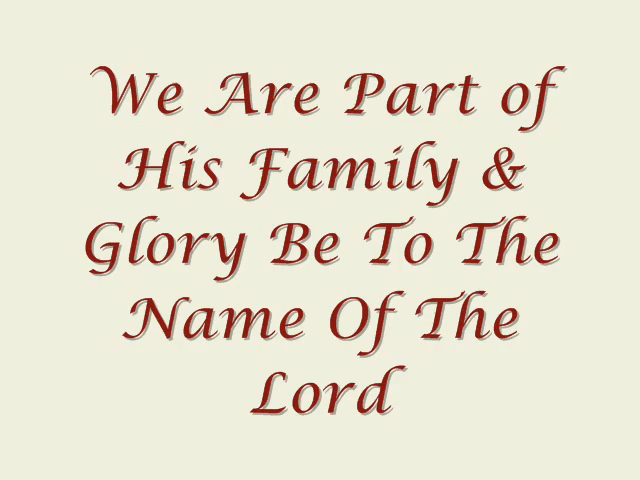 We Are Part of
His Family &
Glory Be To The
Name Of The
Lord